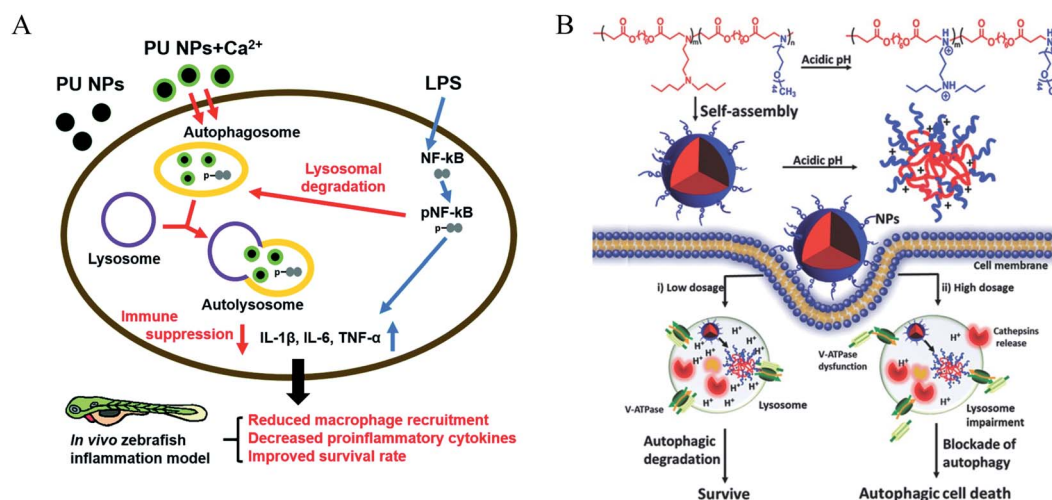 A
PU NPs+Ca²⁺
PU NPs
LPS
Autophagosome
NF-kB
Lysosomal
degradation
p
pNF-kB
p
Lysosome
p
Autolysosome
Immune
suppression
IL-1β, IL-6, TNF-α
In vivo zebrafish
inflammation model
Reduced macrophage recruitment
Decreased proinflammatory cytokines
Improved survival rate
B
Acidic pH
Self-assembly
Acidic pH
NPs
Cell membrane
i) Low dosage
ii) High dosage
H⁺
Cathepsins
release
V-ATPase
dysfunction
V-ATPase
Lysosome
Lysosome
impairment
Autophagic
degradation
Blockade of
autophagy
Survive
Autophagic cell death